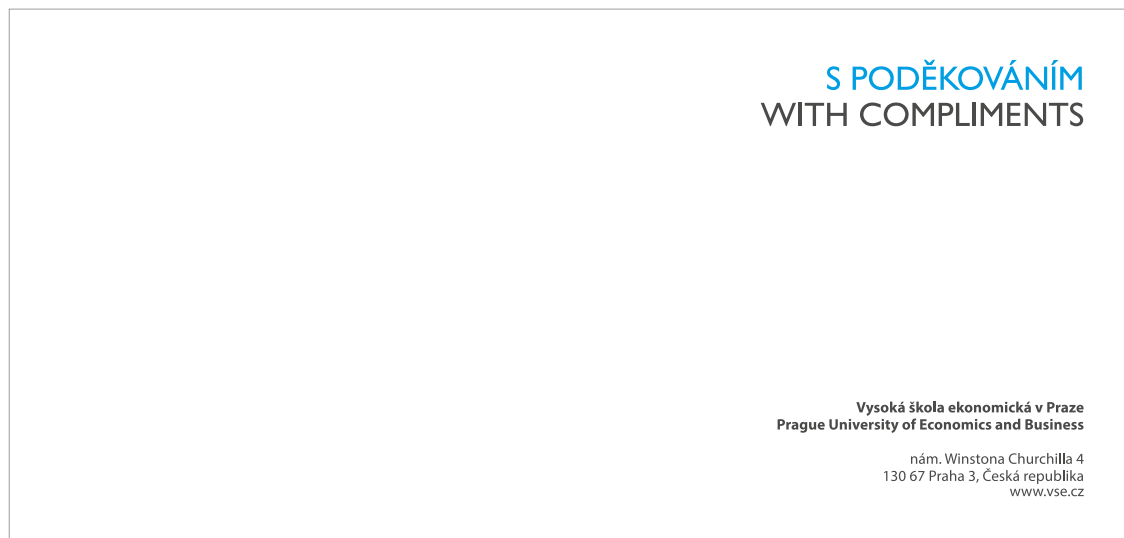 S PODĚKOVÁNÍM
WITH COMPLIMENTS
Vysoká škola ekonomická v Praze
Prague University of Economics and Business
nám. Winstona Churchilla 4
130 67 Praha 3, Česká republika
www.vse.cz